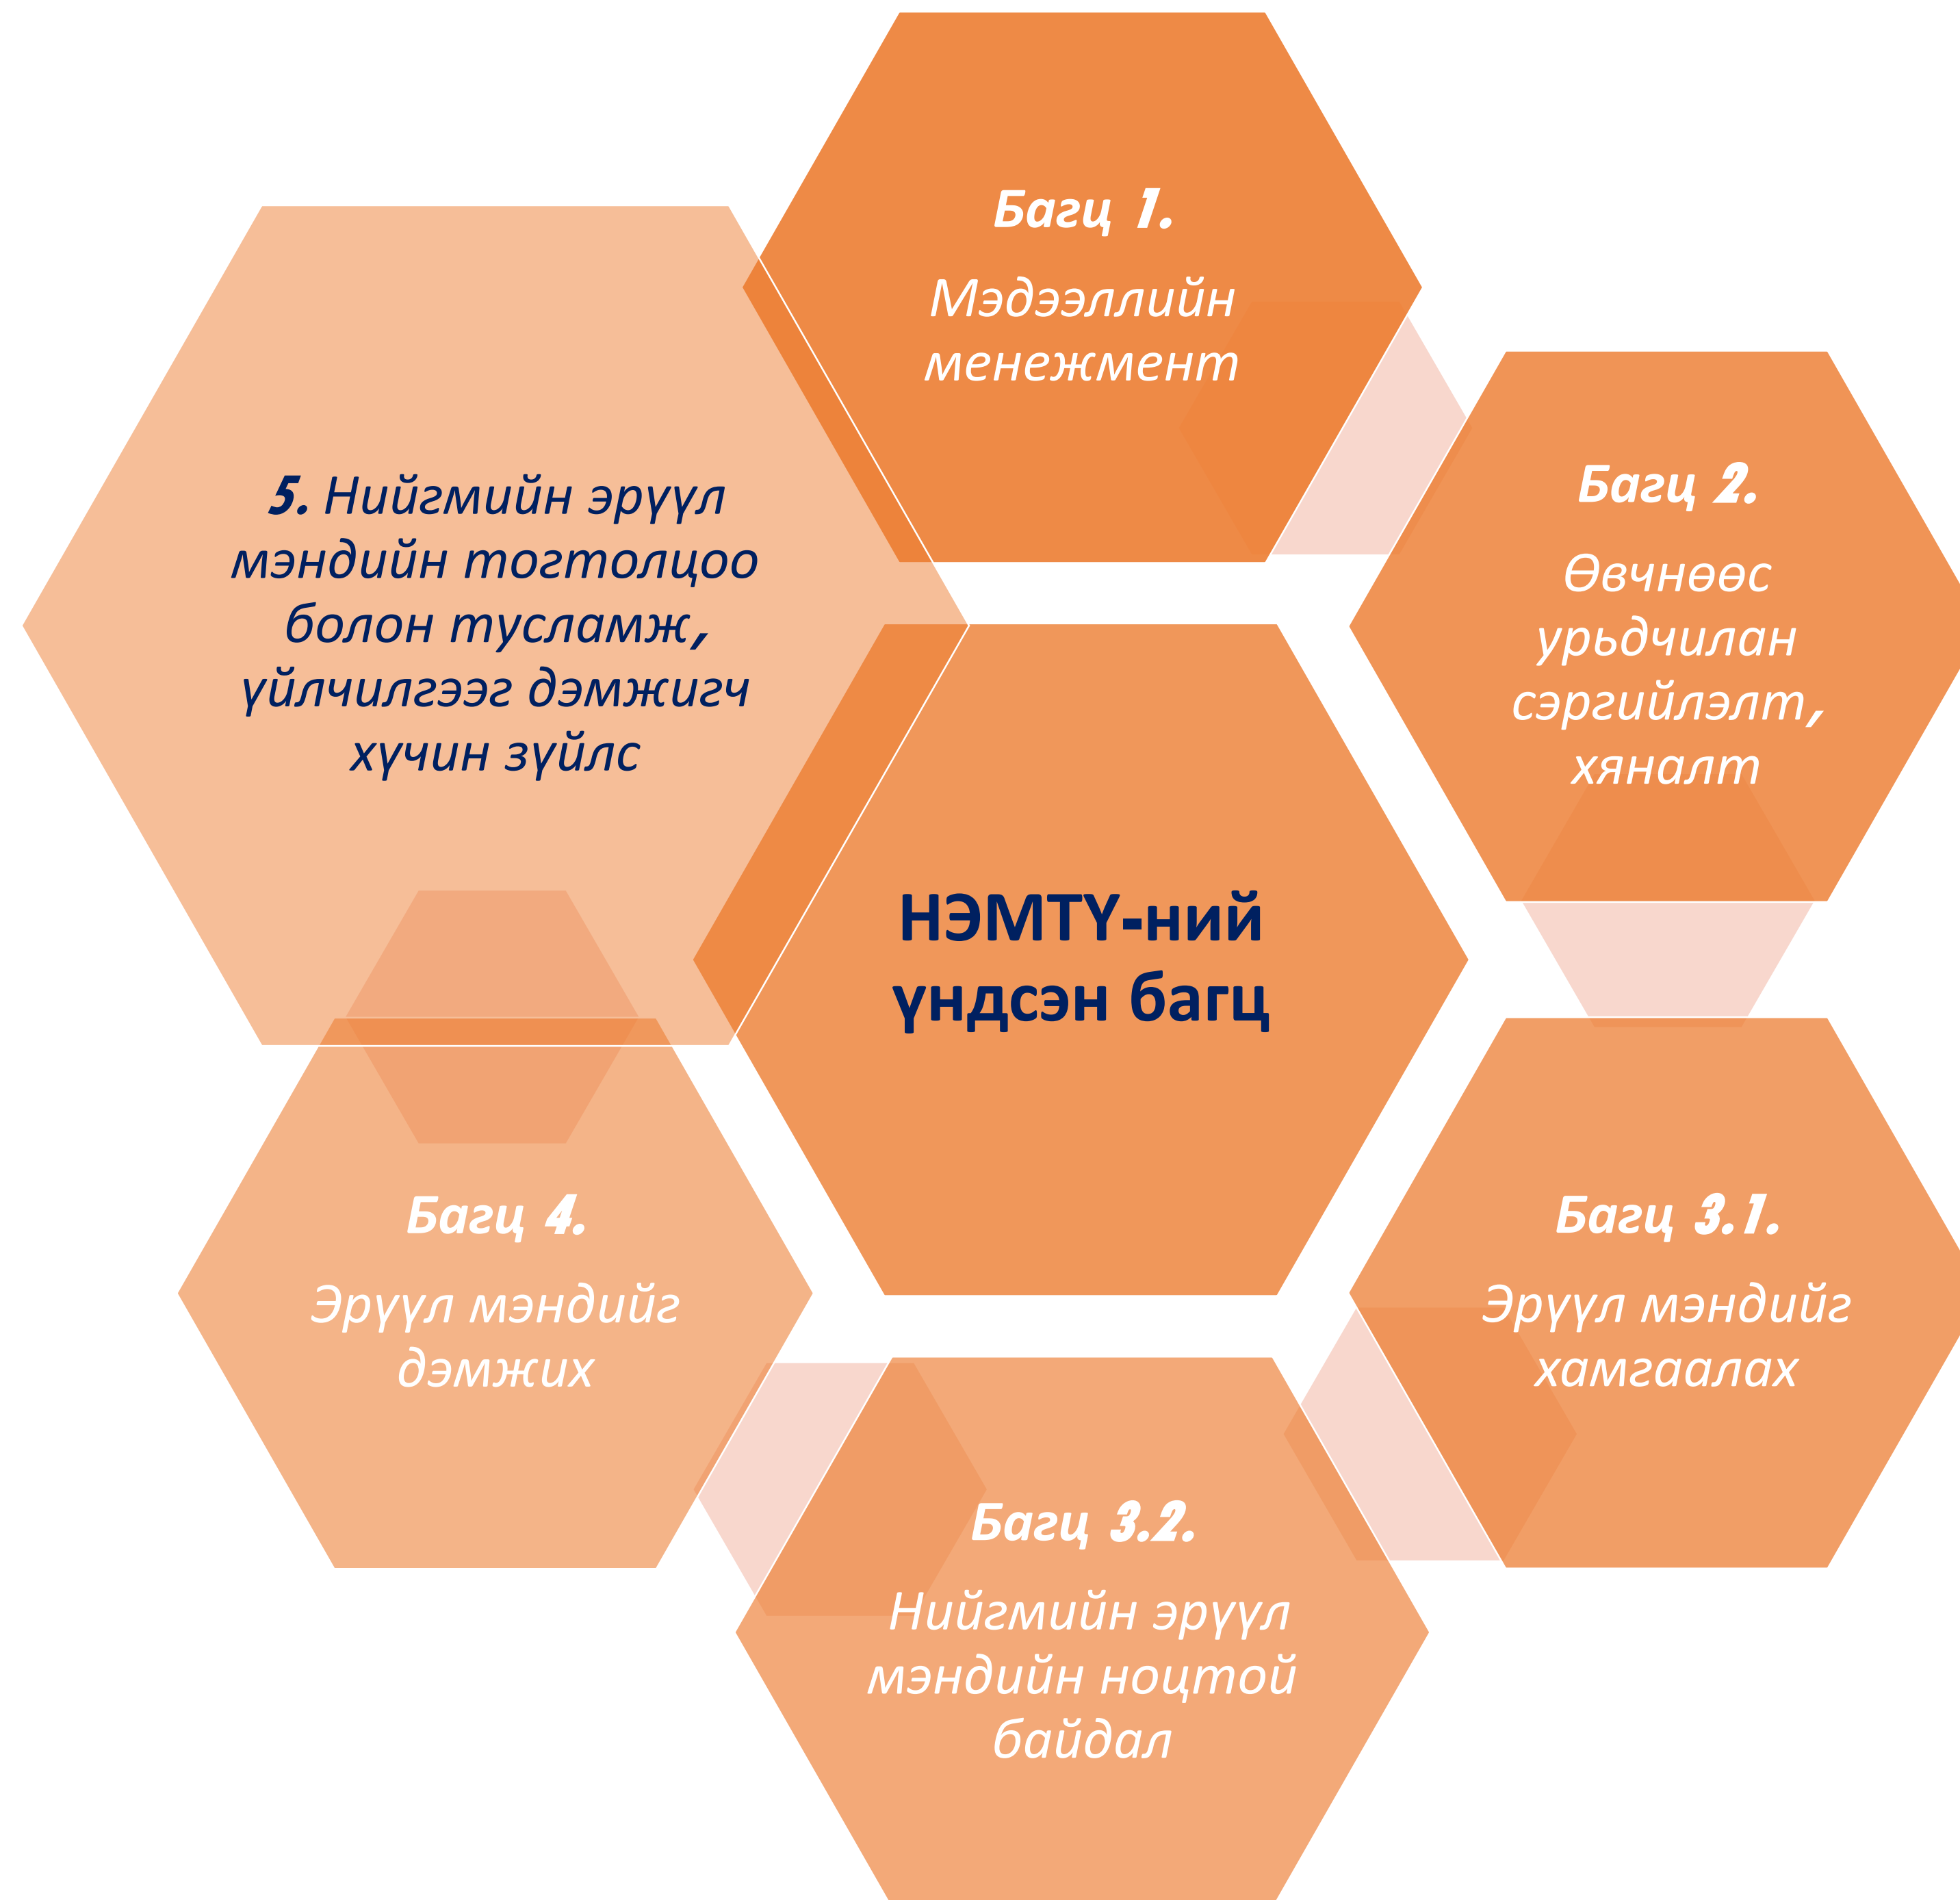 Багц 1.
Мэдээллийн
менежмент
Багц 2.
Өвчнөөс
урьдчилан
сэргийлэлт,
хяналт
5. Нийгмийн эрүүл
мэндийн тогтолцоо
болон тусламж,
үйлчилгээг дэмжигч
хүчин зүйлс
НЭМТҮ-ний
үндсэн багц
Багц 3.1.
Эрүүл мэндийг
хамгаалах
Багц 4.
Эрүүл мэндийг
дэмжих
Багц 3.2.
Нийгмийн эрүүл
мэндийн ноцтой
байдал